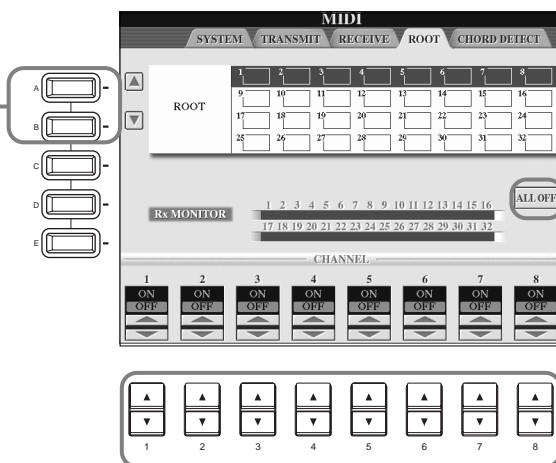 MIDI
SYSTEM TRANSMIT RECEIVE ROOT CHORD DETECT
A
B
C
D
E
ROOT
1 2 3 4 5 6 7 8
9 10 11 12 13 14 15 16
17 18 19 20 21 22 23 24
25 26 27 28 29 30 31 32
ALL OFF
Rx MONITOR
1 2 3 4 5 6 7 8 9 10 11 12 13 14 15 16
17 18 19 20 21 22 23 24 25 26 27 28 29 30 31 32
CHANNEL
1 2 3 4 5 6 7 8
ON ON ON ON ON ON ON ON
OFF OFF OFF OFF OFF OFF OFF OFF
1 2 3 4 5 6 7 8